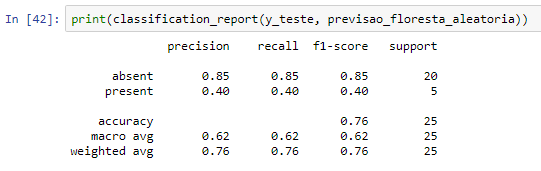 In [42]: print(classification_report(y_teste, previsao_floresta_aleatoria))
precision recall f1-score support
absent 0.85 0.85 0.85 20
present 0.40 0.40 0.40 5
accuracy 0.76 25
macro avg 0.62 0.62 0.62 25
weighted avg 0.76 0.76 0.76 25